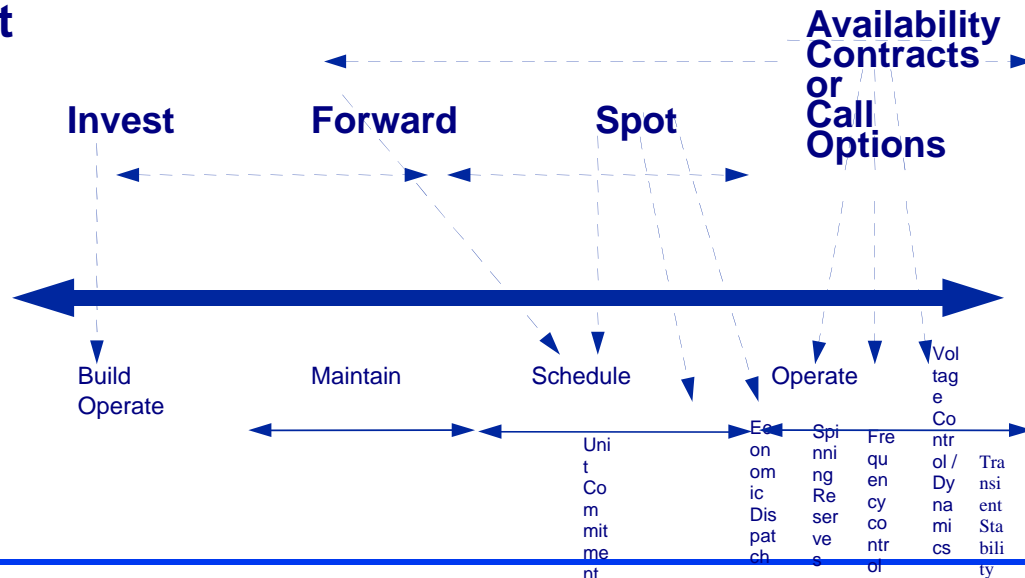 t
Availability
Contracts
or
Call
Options
Invest
Forward
Spot
Build
Operate
Maintain
Schedule
Operate
Uni
t
Co
m
mit
me
nt
Ec
on
om
ic
Dis
pat
ch
Spi
nni
ng
Re
ser
ve
s
Fre
qu
en
cy
co
ntr
ol
Vol
tag
e
Co
ntr
ol /
Dy
na
mi
cs
Tra
nsi
ent
Sta
bili
ty